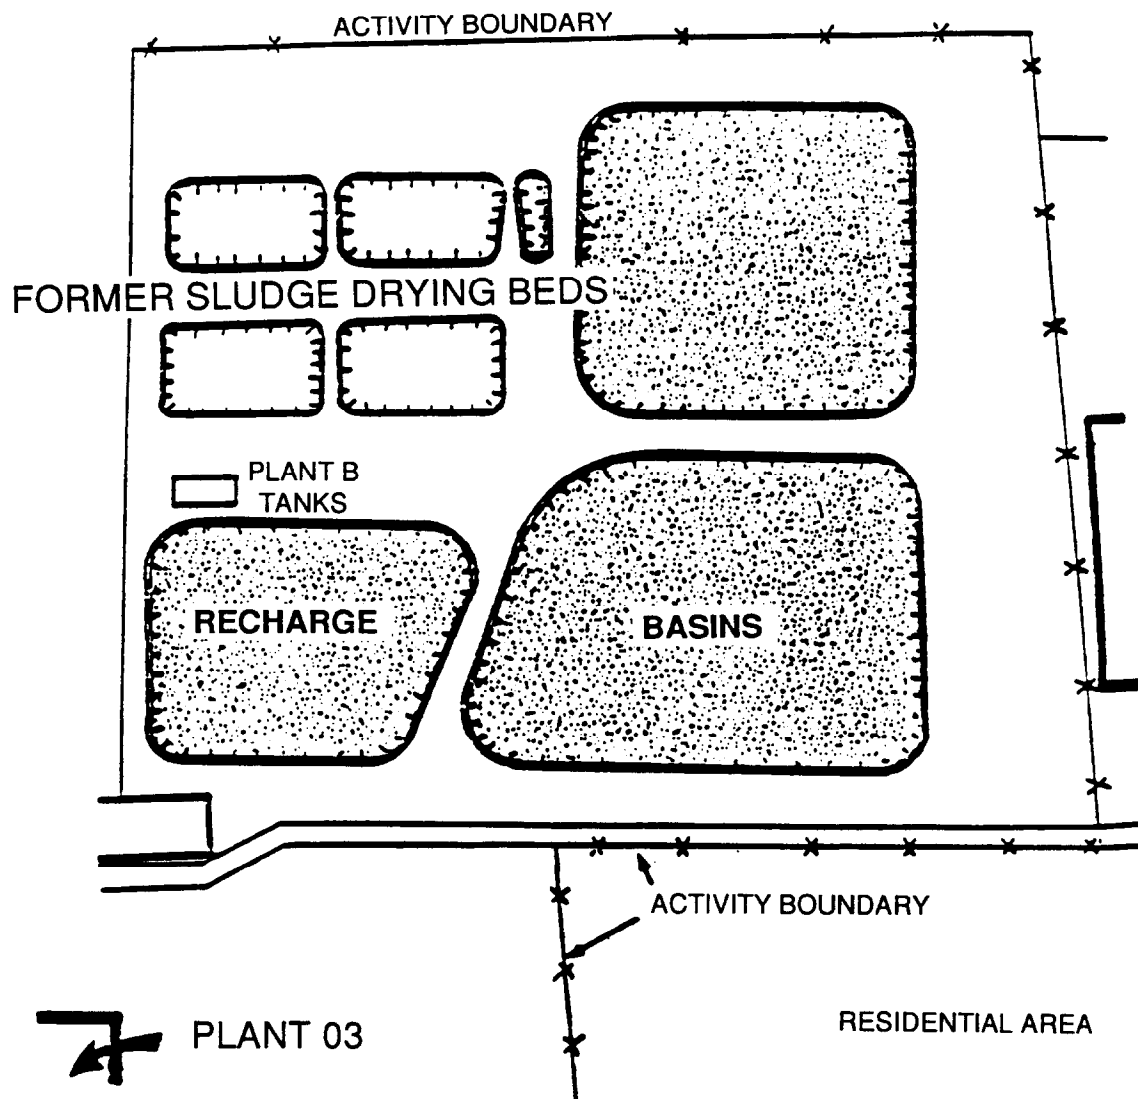 ACTIVITY BOUNDARY
FORMER SLUDGE DRYING BEDS
PLANT B
TANKS
RECHARGE
BASINS
ACTIVITY BOUNDARY
PLANT 03
RESIDENTIAL AREA